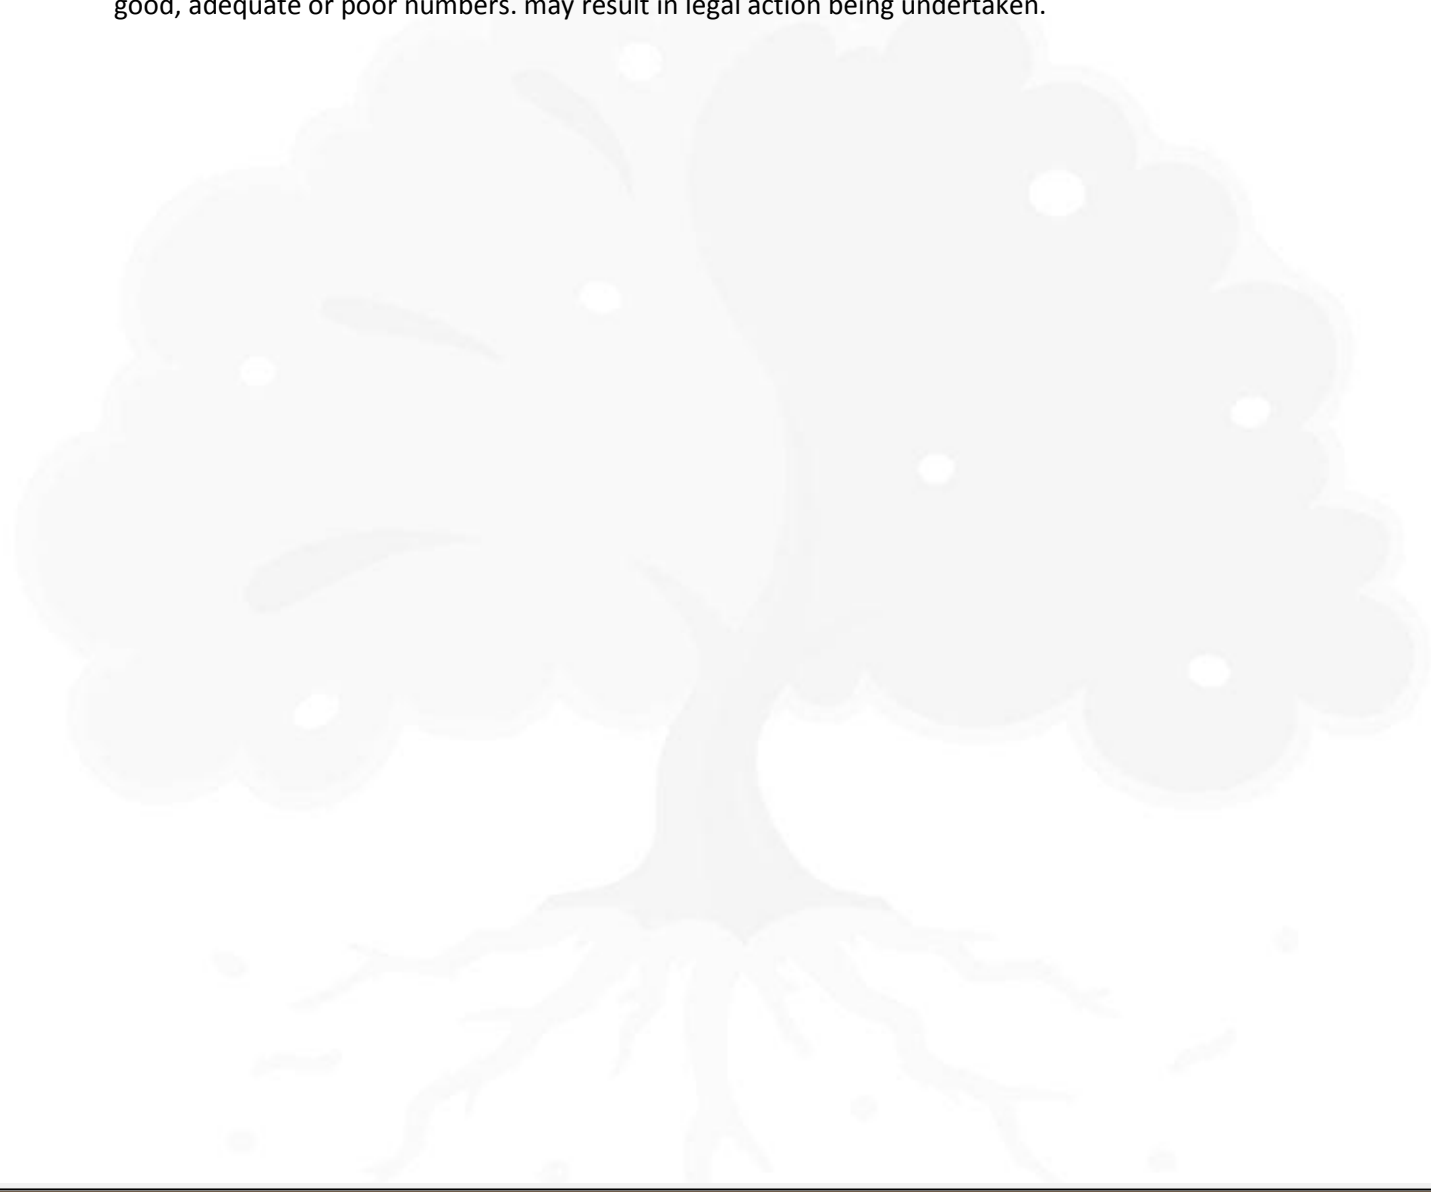 good, adequate or poor numbers. may result in legal action being undertaken.